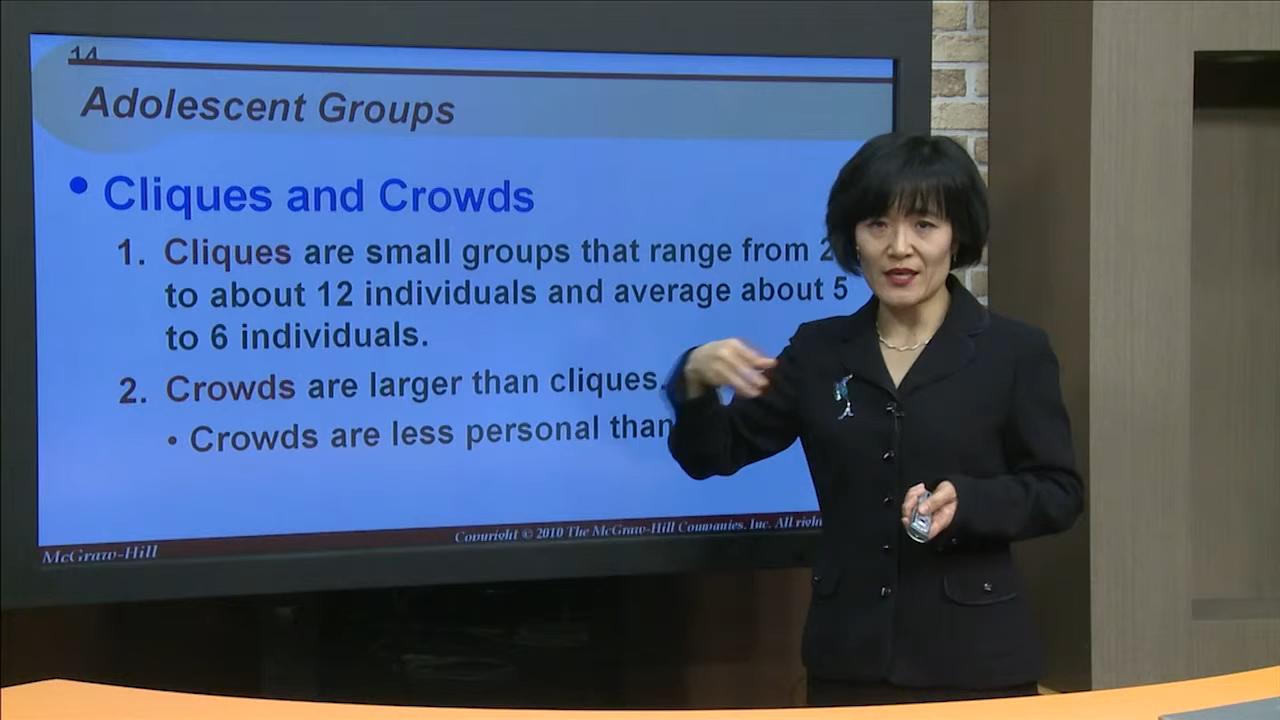 14
Adolescent Groups
• Cliques and Crowds
1. Cliques are small groups that range from 2
to about 12 individuals and average about 5
to 6 individuals.
2. Crowds are larger than cliques.
• Crowds are less personal than
McGraw-Hill
Copyright © 2010 The McGraw-Hill Companies, Inc. All